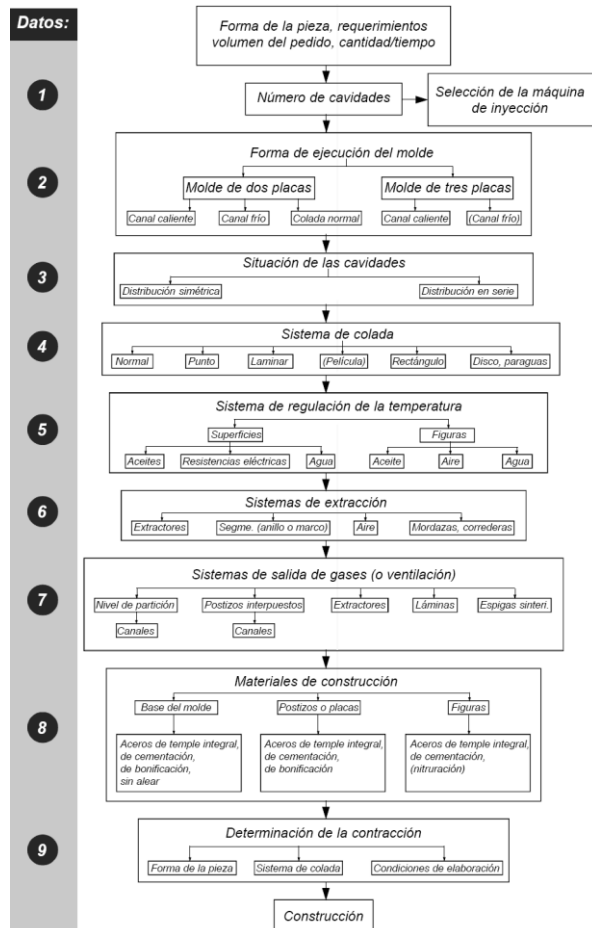 Datos:
Forma de la pieza, requerimientos
volumen del pedido, cantidad/tiempo
1
Número de cavidades
Selección de la máquina
de inyección
Forma de ejecución del molde
2
Molde de dos placas
Molde de tres placas
Canal caliente
Canal frío
Colada normal
Canal caliente
(Canal frío)
3
Situación de las cavidades
Distribución simétrica
Distribución en serie
4
Sistema de colada
Normal
Punto
Laminar
(Película)
Rectángulo
Disco, paraguas
5
Sistema de regulación de la temperatura
Superficies
Figuras
Aceites
Resistencias eléctricas
Agua
Aceite
Aire
Agua
6
Sistemas de extracción
Extractores
Segme. (anillo o marco)
Aire
Mordazas, correderas
7
Sistemas de salida de gases (o ventilación)
Nivel de partición
Postizos interpuestos
Extractores
Láminas
Espigas sinteri.
Canales
Canales
8
Materiales de construcción
Base del molde
Postizos o placas
Figuras
Aceros de temple integral,
de cementación,
de bonificación,
sin alear
Aceros de temple integral,
de cementación,
de bonificación
Aceros de temple integral,
de cementación,
(nitruración)
9
Determinación de la contracción
Forma de la pieza
Sistema de colada
Condiciones de elaboración
Construcción